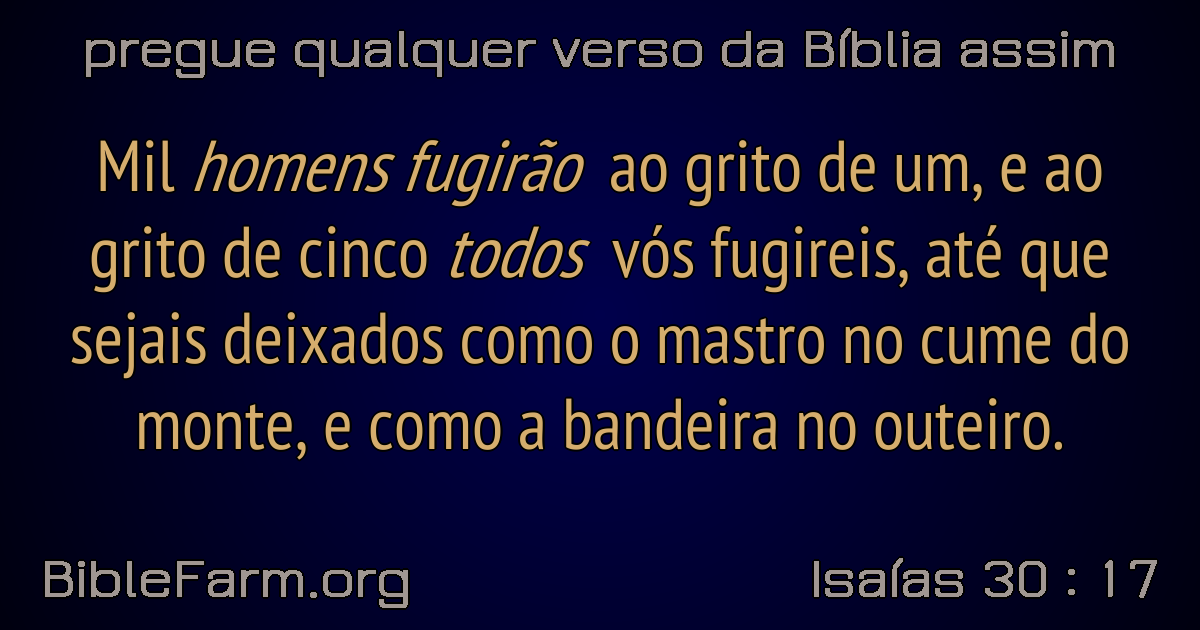 pregue qualquer verso da Bíblia assim
Mil homens fugirão ao grito de um, e ao
grito de cinco todos vós fugireis, até que
sejais deixados como o mastro no cume do
monte, e como a bandeira no outeiro.
BibleFarm.org
Isaías 30 : 17